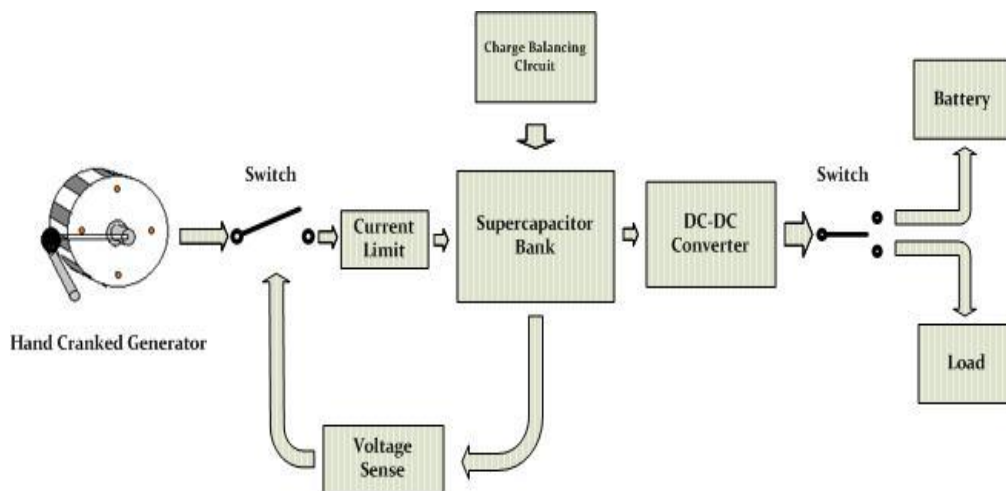 Charge Balancing
CIrcuit
Battery
Switch
Switch
Current
Limit
Supercapacitor
Bank
DC-DC
Converter
Hand Cranked Generator
Load
Voltage
Sense